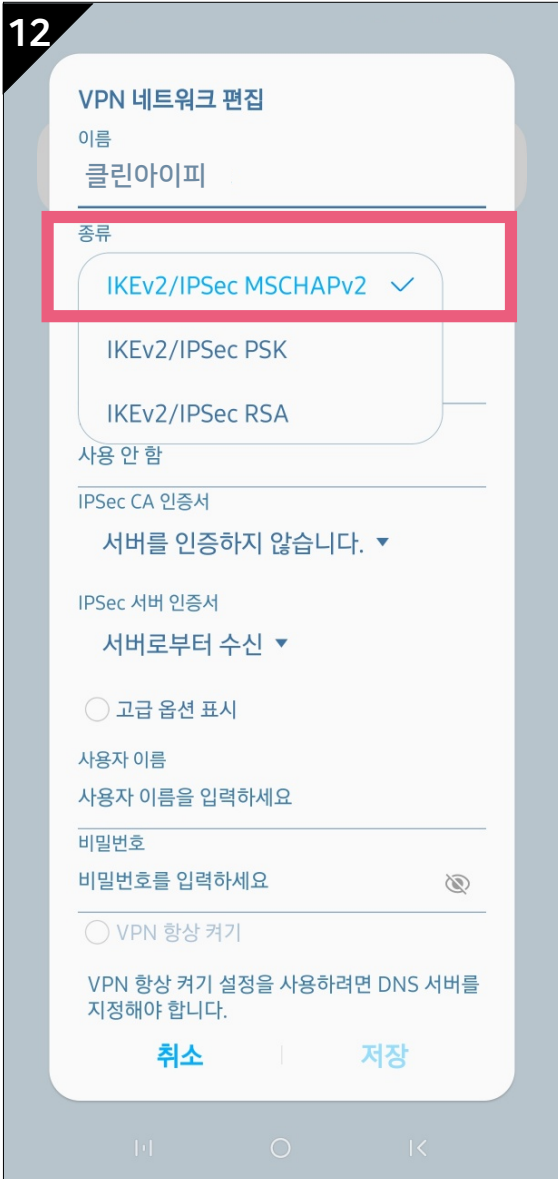 12
VPN 네트워크 편집
이름
클린아이피
종류
IKEv2/IPSec MSCHAPv2
IKEv2/IPSec PSK
IKEv2/IPSec RSA
사용 안 함
IPSec CA 인증서
서버를 인증하지 않습니다.
IPSec 서버 인증서
서버로부터 수신
고급 옵션 표시
사용자 이름
사용자 이름을 입력하세요
비밀번호
비밀번호를 입력하세요
VPN 항상 켜기
VPN 항상 켜기 설정을 사용하려면 DNS 서버를
지정해야 합니다.
취소 저장